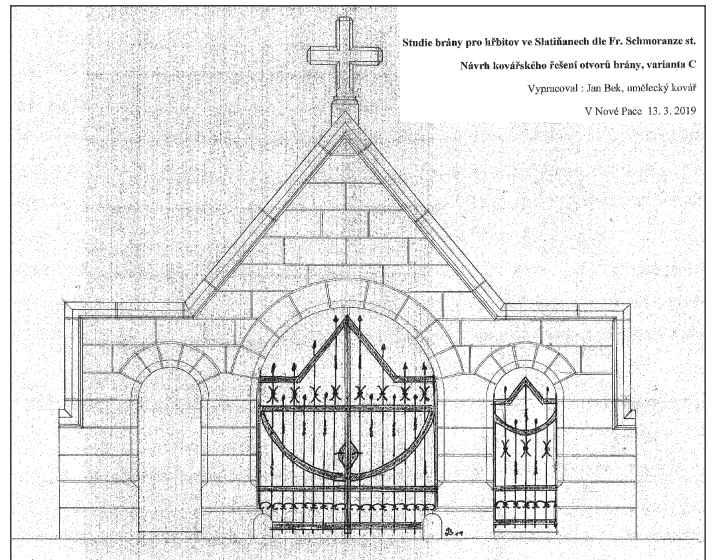 Studie brány pro hřbitov ve Slatiňanech dle Fr. Schmoranze st.
Návrh kovářského řešení otvorů brány, varianta C
Vypracoval : Jan Bek, umělecký kovář
V Nové Pace 13. 3. 2019